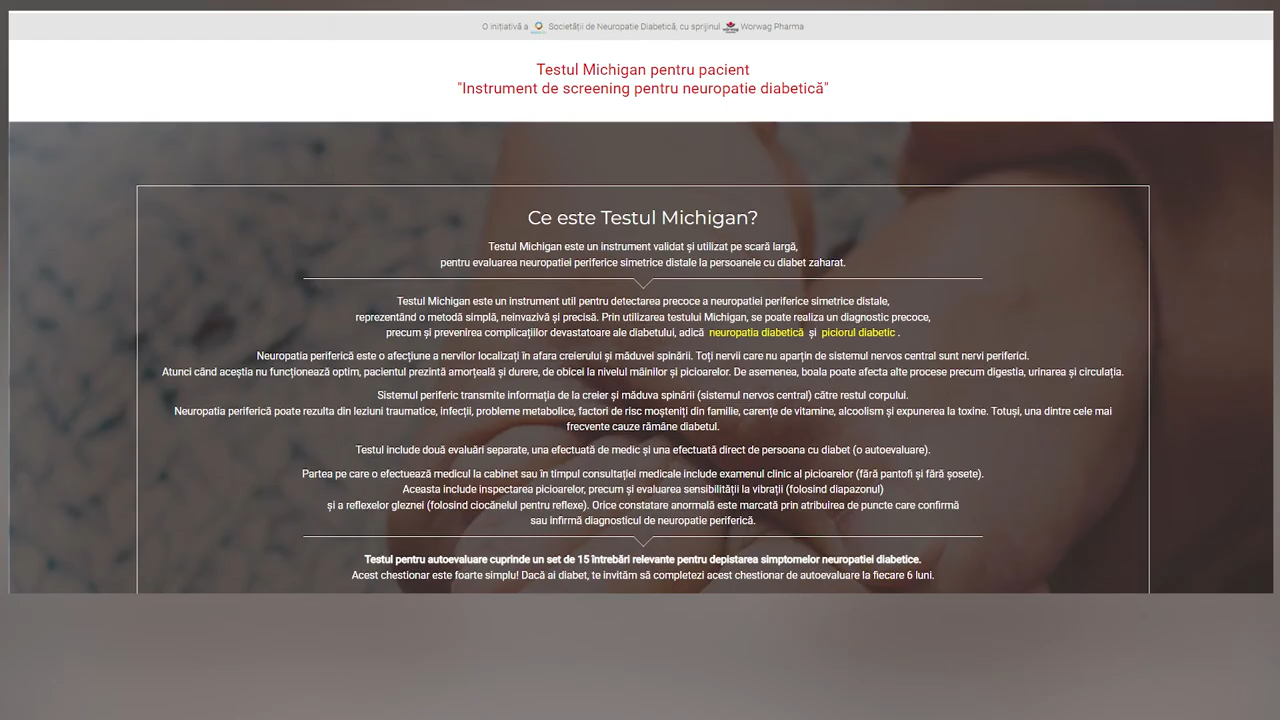 O inițiativă a Societății de Neuropatie Diabetică, cu sprijinul Worwag Pharma
Testul Michigan pentru pacient
"Instrument de screening pentru neuropatie diabetică"
Ce este Testul Michigan?
Testul Michigan este un instrument validat și utilizat pe scară largă,
pentru evaluarea neuropatiei periferice simetrice distale la persoanele cu diabet zaharat.
Testul Michigan este un instrument util pentru detectarea precoce a neuropatiei periferice simetrice distale,
reprezentând o metodă simplă, neinvazivă și precisă. Prin utilizarea testului Michigan, se poate realiza un diagnostic precoce,
precum și prevenirea complicațiilor devastatoare ale diabetului, adică neuropatia diabetică și piciorul diabetic .
Neuropatia periferică este o afecțiune a nervilor localizați în afara creierului și măduvei spinării. Toți nervii care nu aparțin de sistemul nervos central sunt nervi periferici.
Atunci când aceștia nu funcționează optim, pacientul prezintă amorțeală și durere, de obicei la nivelul mâinilor și picioarelor. De asemenea, boala poate afecta alte procese precum digestia, urinarea și circulația.
Sistemul periferic transmite informația de la creier și măduva spinării (sistemul nervos central) către restul corpului.
Neuropatia periferică poate rezulta din leziuni traumatice, infecții, probleme metabolice, factori de risc moșteniți din familie, carențe de vitamine, alcoolism și expunerea la toxine. Totuși, una dintre cele mai
frecvente cauze rămâne diabetul.
Testul include două evaluări separate, una efectuată de medic și una efectuată direct de persoana cu diabet (o autoevaluare).
Partea pe care o efectuează medicul la cabinet sau în timpul consultației medicale include examenul clinic al picioarelor (fără pantofi și fără șosete).
Aceasta include inspectarea picioarelor, precum și evaluarea sensibilității la vibrații (folosind diapazonul)
și a reflexelor gleznei (folosind ciocănelul pentru reflexe). Orice constatare anormală este marcată prin atribuirea de puncte care confirmă
sau infirmă diagnosticul de neuropatie periferică.
Testul pentru autoevaluare cuprinde un set de 15 întrebări relevante pentru depistarea simptomelor neuropatiei diabetice.
Acest chestionar este foarte simplu! Dacă ai diabet, te invităm să completezi acest chestionar de autoevaluare la fiecare 6 luni.